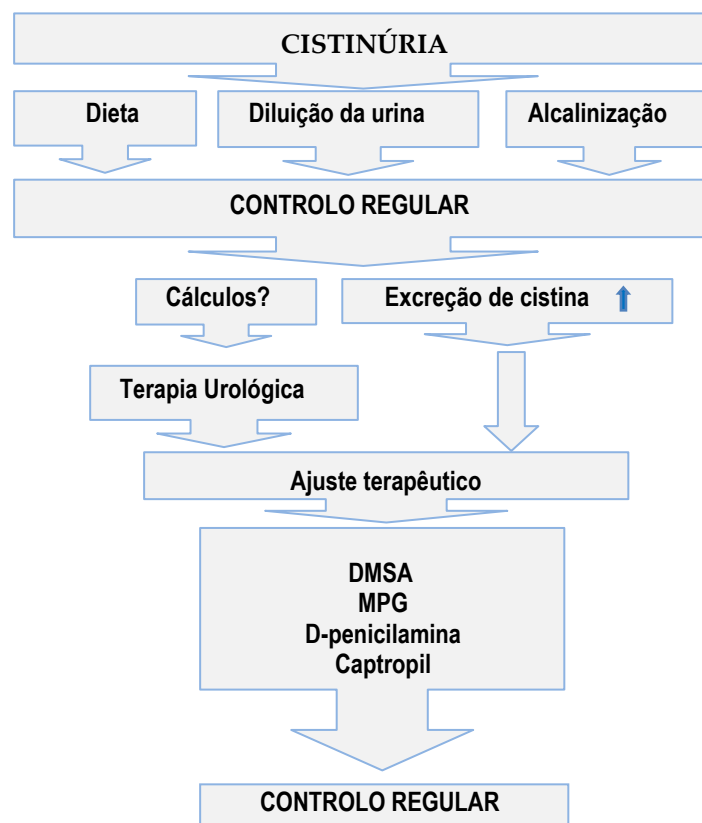 CISTINÚRIA
Dieta
Diluição da urina
Alcalinização
CONTROLO REGULAR
Cálculos?
Excreção de cistina
Terapia Urológica
Ajuste terapêutico
DMSA
MPG
D-penicilamina
Captropil
CONTROLO REGULAR